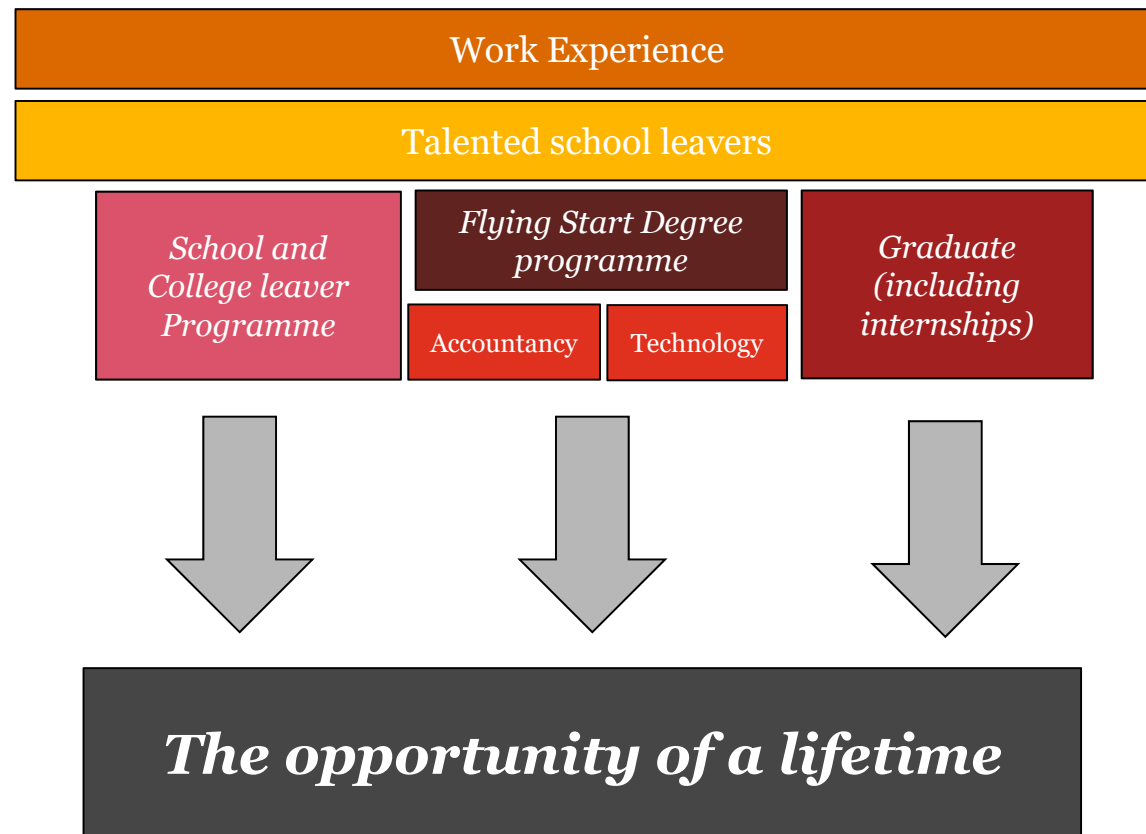 Work Experience
Talented school leavers
School and
College leaver
Programme
Flying Start Degree
programme
Accountancy
Technology
Graduate
(including
internships)
The opportunity of a lifetime